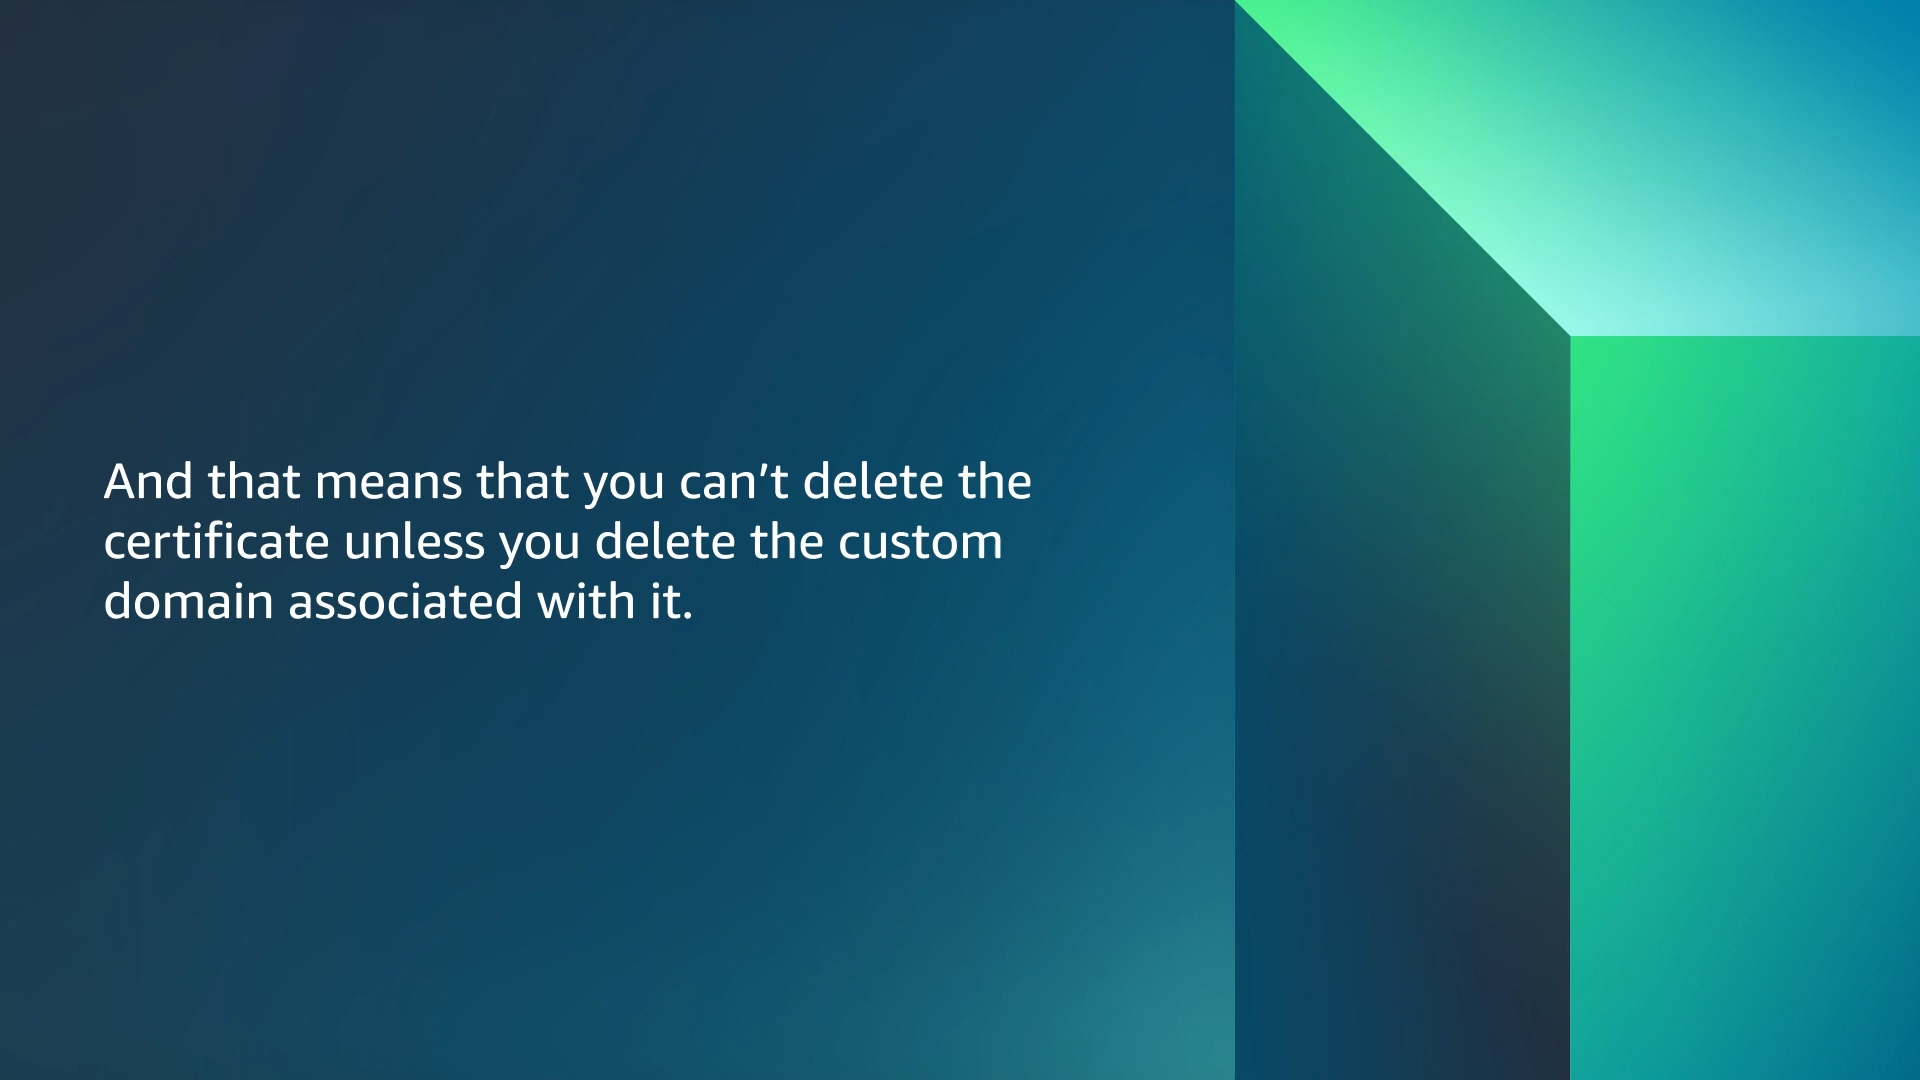 And that means that you can’t delete the
certificate unless you delete the custom
domain associated with it.